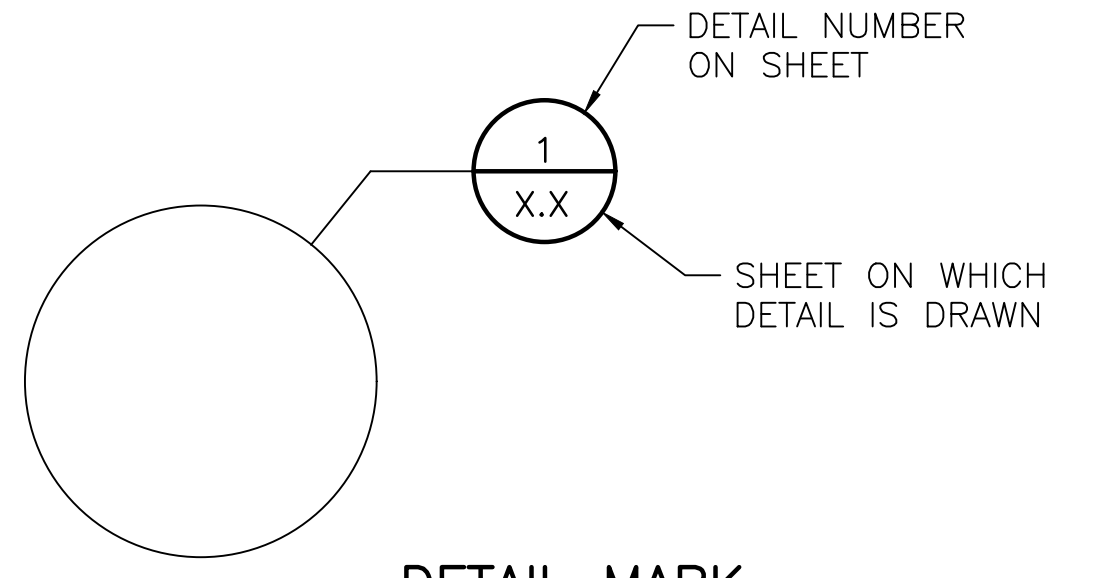 DETAIL NUMBER
ON SHEET
1
X.X
SHEET ON WHICH
DETAIL IS DRAWN
DETAIL MARK